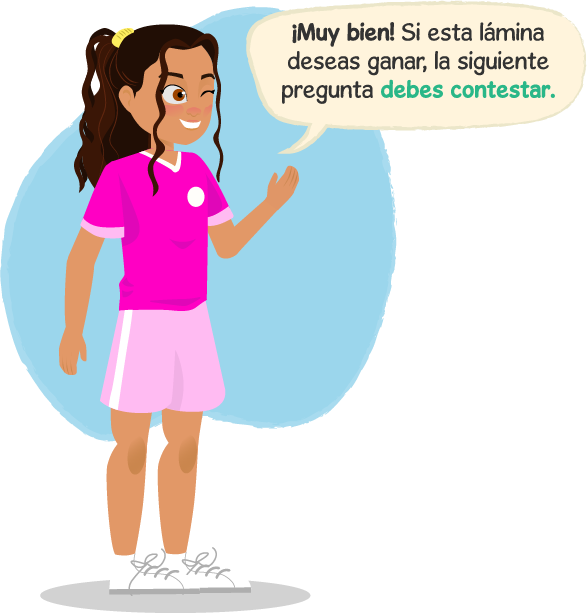 ¡Muy bien! Si esta lámina
deseas ganar, la siguiente
pregunta debes contestar.